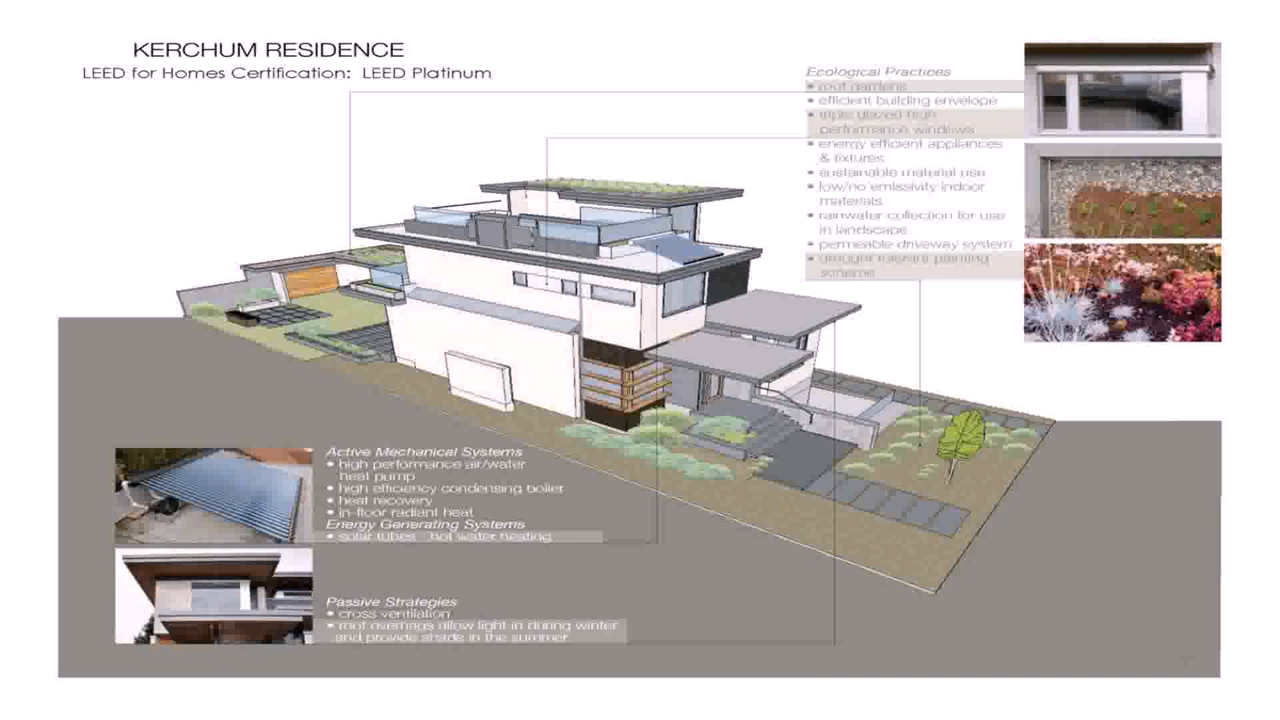 KERCHUM RESIDENCE
LEED for Homes Certification: LEED Platinum
Ecological Practices
• roof gardens
• efficient building envelope
• triple glazed high
performance windows
• energy efficient appliances
& fixtures
• sustainable material use
• low/no emissivity indoor
materials
• rainwater collection for use
in landscape
• permeable driveway system
• drought tolerant planting
scheme
Active Mechanical Systems
• high performance air/water
heat pump
• high efficiency condensing boiler
• heat recovery
• in-floor radiant heat
Energy Generating Systems
• solar tubes - hot water heating
Passive Strategies
• cross ventilation
• roof overhags allow light in during winter
and provide shade in the summer